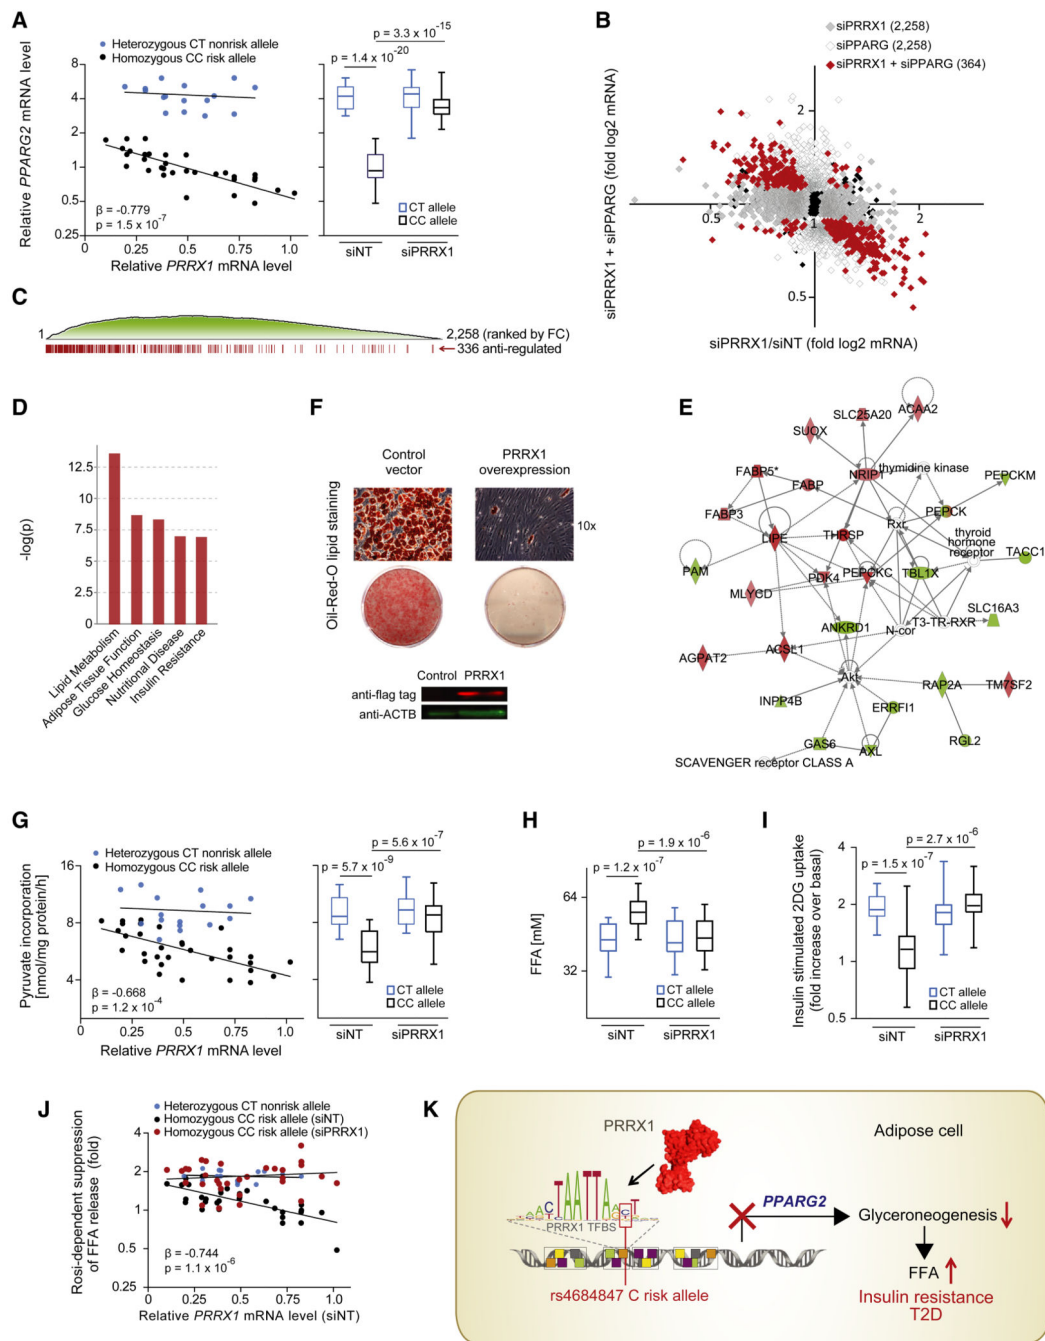 A
Heterozygous CT nonrisk allele
Homozygous CC risk allele
Relative PPARG2 mRNA level
8
4
2
1
0.5
0.25
β = -0.779
p = 1.5 x 10-7
0 0.25 0.5 0.75 1.0
Relative PRRX1 mRNA level
p = 3.3 x 10-15
p = 1.4 x 10-20
CT allele
CC allele
siNT siPRRX1
B
siPRRX1 (2,258)
siPPARG (2,258)
siPRRX1 + siPPARG (364)
siPRRX1 + siPPARG (fold log2 mRNA)
2
0.5 1 2
0.5
siPRRX1/siNT (fold log2 mRNA)
C
1
2,258 (ranked by FC)
336 anti-regulated
D
-log(p)
12.5
10
7.5
5
2.5
0
Lipid Metabolism
Adipose Tissue Function
Glucose Homeostasis
Nutritional Disease
Insulin Resistance
F
Control vector
PRRX1 overexpression
Oil-Red-O lipid staining
10x
Control PRRX1
anti-flag tag
anti-ACTB
E
ACAA2
SLC25A20
SUOX
FABP5*
NRIP1
thymidine kinase
PEPCKM
FABP
FABP3
PEPCK
Rxr
LIPE
THRSP
thyroid hormone receptor
TACC1
PAM
PDK4
PEPCKC
TBL1X
MLYCD
SLC16A3
ANKRD1
N-cor
T3-TR-RXR
AGPAT2
ACSL1
Akt
RAP2A
TM7SF2
INPP4B
ERRFI1
GAS6
AXL
RGL2
SCAVENGER receptor CLASS A
G
Heterozygous CT nonrisk allele
Homozygous CC risk allele
Pyruvate incorporation
[nmol/mg protein/h]
16
8
4
β = -0.668
p = 1.2 x 10-4
0 0.25 0.5 0.75 1.0
Relative PRRX1 mRNA level
p = 5.6 x 10-7
p = 5.7 x 10-9
CT allele
CC allele
siNT siPRRX1
H
p = 1.9 x 10-6
p = 1.2 x 10-7
FFA [mM]
64
32
CT allele
CC allele
siNT siPRRX1
I
p = 2.7 x 10-6
p = 1.5 x 10-7
Insulin stimulated 2DG uptake
(fold increase over basal)
4
2
1
0.5
CT allele
CC allele
siNT siPRRX1
J
Heterozygous CT nonrisk allele
Homozygous CC risk allele (siNT)
Homozygous CC risk allele (siPRRX1)
Rosi-dependent suppression
of FFA release (fold)
4
2
1
0.5
0.25
β = -0.744
p = 1.1 x 10-6
0 0.25 0.5 0.75 1.0
Relative PRRX1 mRNA level (siNT)
K
PRRX1
Adipose cell
PRRX1 TFBS
PPARG2
Glyceroneogenesis
FFA
Insulin resistance
T2D
rs4684847 C risk allele